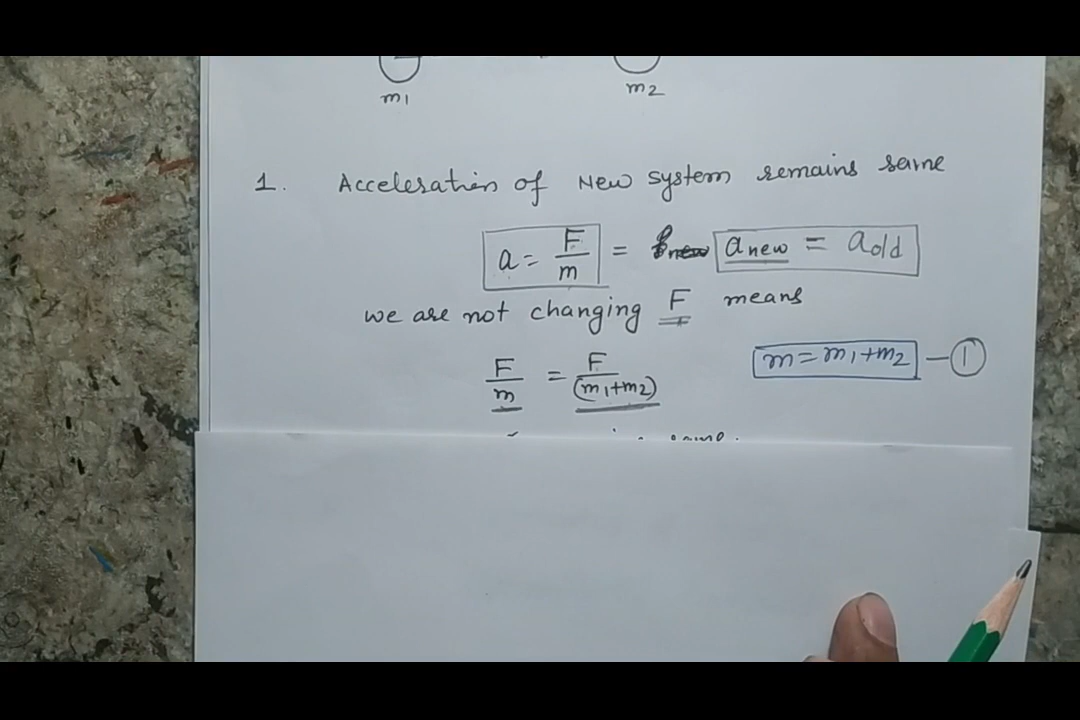 m1 m2
1. Acceleration of New system remains same
a = F/m = anew = aold
we are not changing F means
F/m = F/(m1+m2) m = m1+m2 — 1